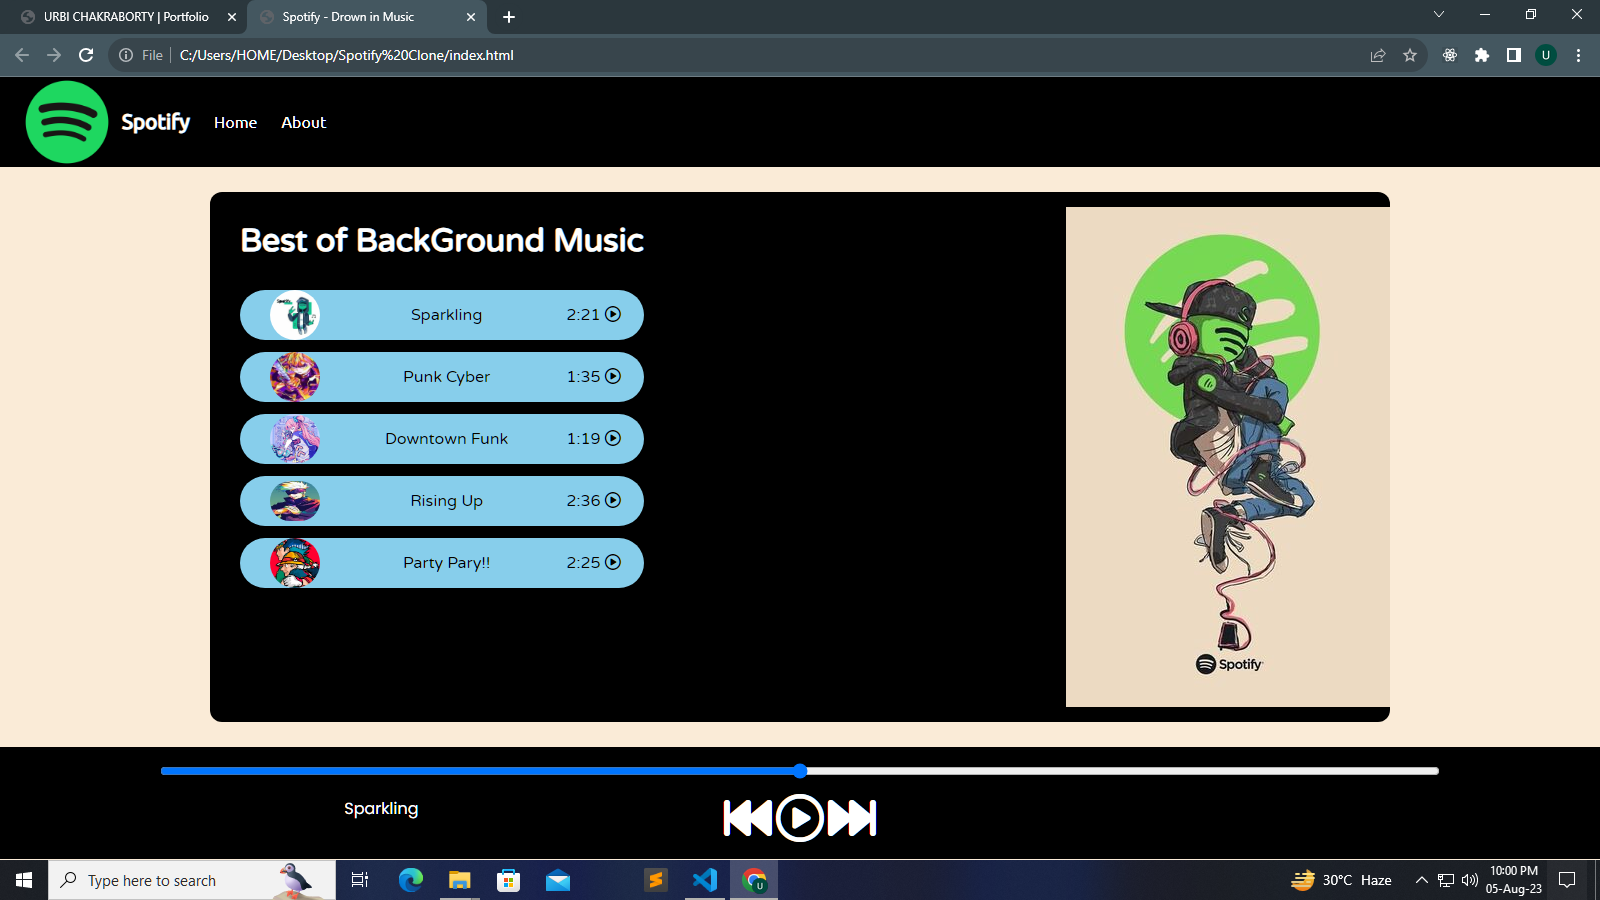 URBI CHAKRABORTY | Portfolio
Spotify - Drown in Music
File
C:/Users/HOME/Desktop/Spotify%20Clone/index.html
U
Spotify
Home
About
Best of BackGround Music
Sparkling 2:21
Punk Cyber 1:35
Downtown Funk 1:19
Rising Up 2:36
Party Pary!! 2:25
Spotify
Sparkling
Type here to search
U
30°C Haze
10:00 PM
05-Aug-23